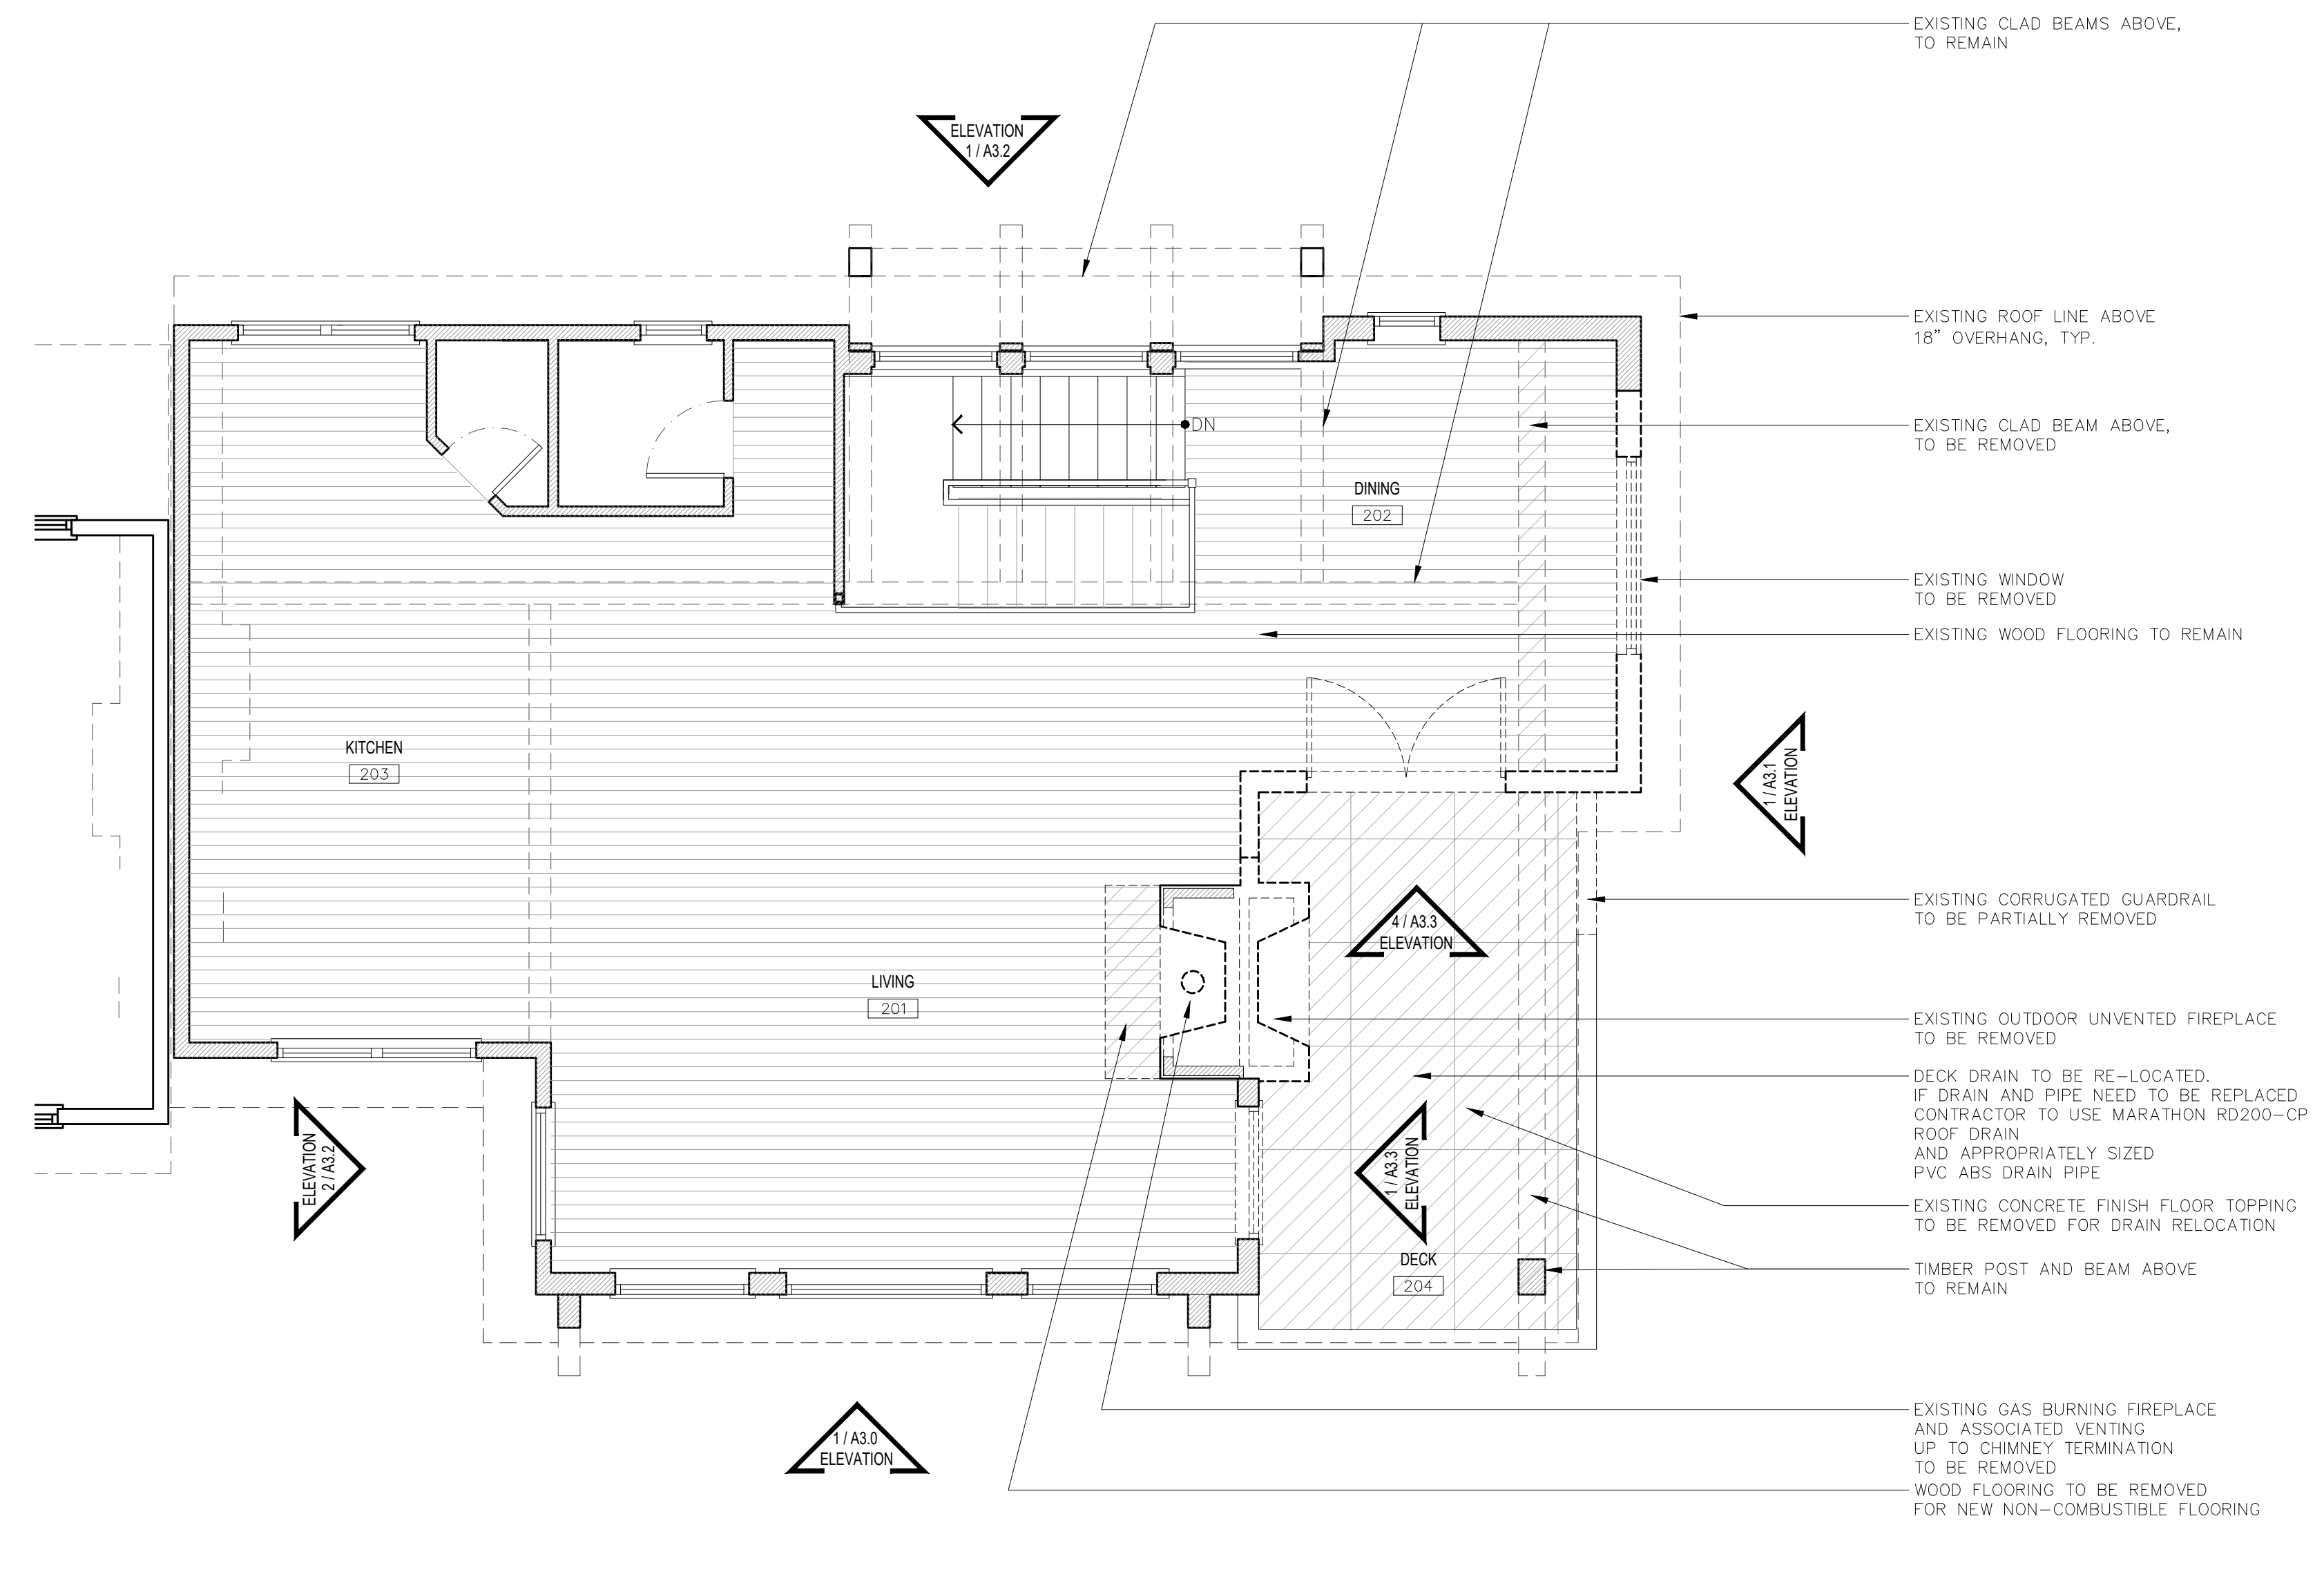 EXISTING CLAD BEAMS ABOVE,
TO REMAIN
ELEVATION
1 / A3.2
EXISTING ROOF LINE ABOVE
18" OVERHANG, TYP.
EXISTING CLAD BEAM ABOVE,
TO BE REMOVED
DN
DINING
202
EXISTING WINDOW
TO BE REMOVED
EXISTING WOOD FLOORING TO REMAIN
KITCHEN
203
1 / A3.1
ELEVATION
EXISTING CORRUGATED GUARDRAIL
TO BE PARTIALLY REMOVED
4 / A3.3
ELEVATION
LIVING
201
EXISTING OUTDOOR UNVENTED FIREPLACE
TO BE REMOVED
DECK DRAIN TO BE RE-LOCATED.
IF DRAIN AND PIPE NEED TO BE REPLACED
CONTRACTOR TO USE MARATHON RD200-CP
ROOF DRAIN
AND APPROPRIATELY SIZED
PVC ABS DRAIN PIPE
ELEVATION
2 / A3.2
1 / A3.3
ELEVATION
EXISTING CONCRETE FINISH FLOOR TOPPING
TO BE REMOVED FOR DRAIN RELOCATION
DECK
204
TIMBER POST AND BEAM ABOVE
TO REMAIN
1 / A3.0
ELEVATION
EXISTING GAS BURNING FIREPLACE
AND ASSOCIATED VENTING
UP TO CHIMNEY TERMINATION
TO BE REMOVED
WOOD FLOORING TO BE REMOVED
FOR NEW NON-COMBUSTIBLE FLOORING